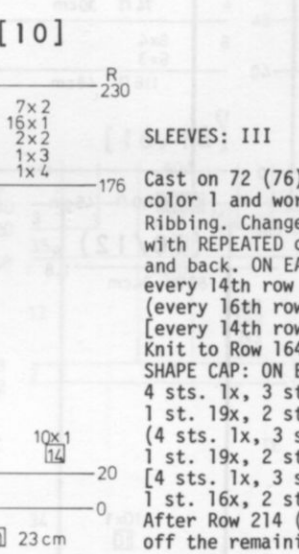 [10]
R
230
7x2
16x1
2x2
1x3
1x4
176
10x1
14
20
0
23cm
SLEEVES: III
Cast on 72 (76)
color 1 and wor
Ribbing. Change
with REPEATED
and back. ON EA
every 14th row
(every 16th row
[every 14th row
Knit to Row 164
SHAPE CAP: ON E
4 sts. 1x, 3 st
1 st. 19x, 2 st
(4 sts. 1x, 3 s
1 st. 19x, 2 st
[4 sts. 1x, 3 s
1 st. 16x, 2 st
After Row 214 (
off the remaini